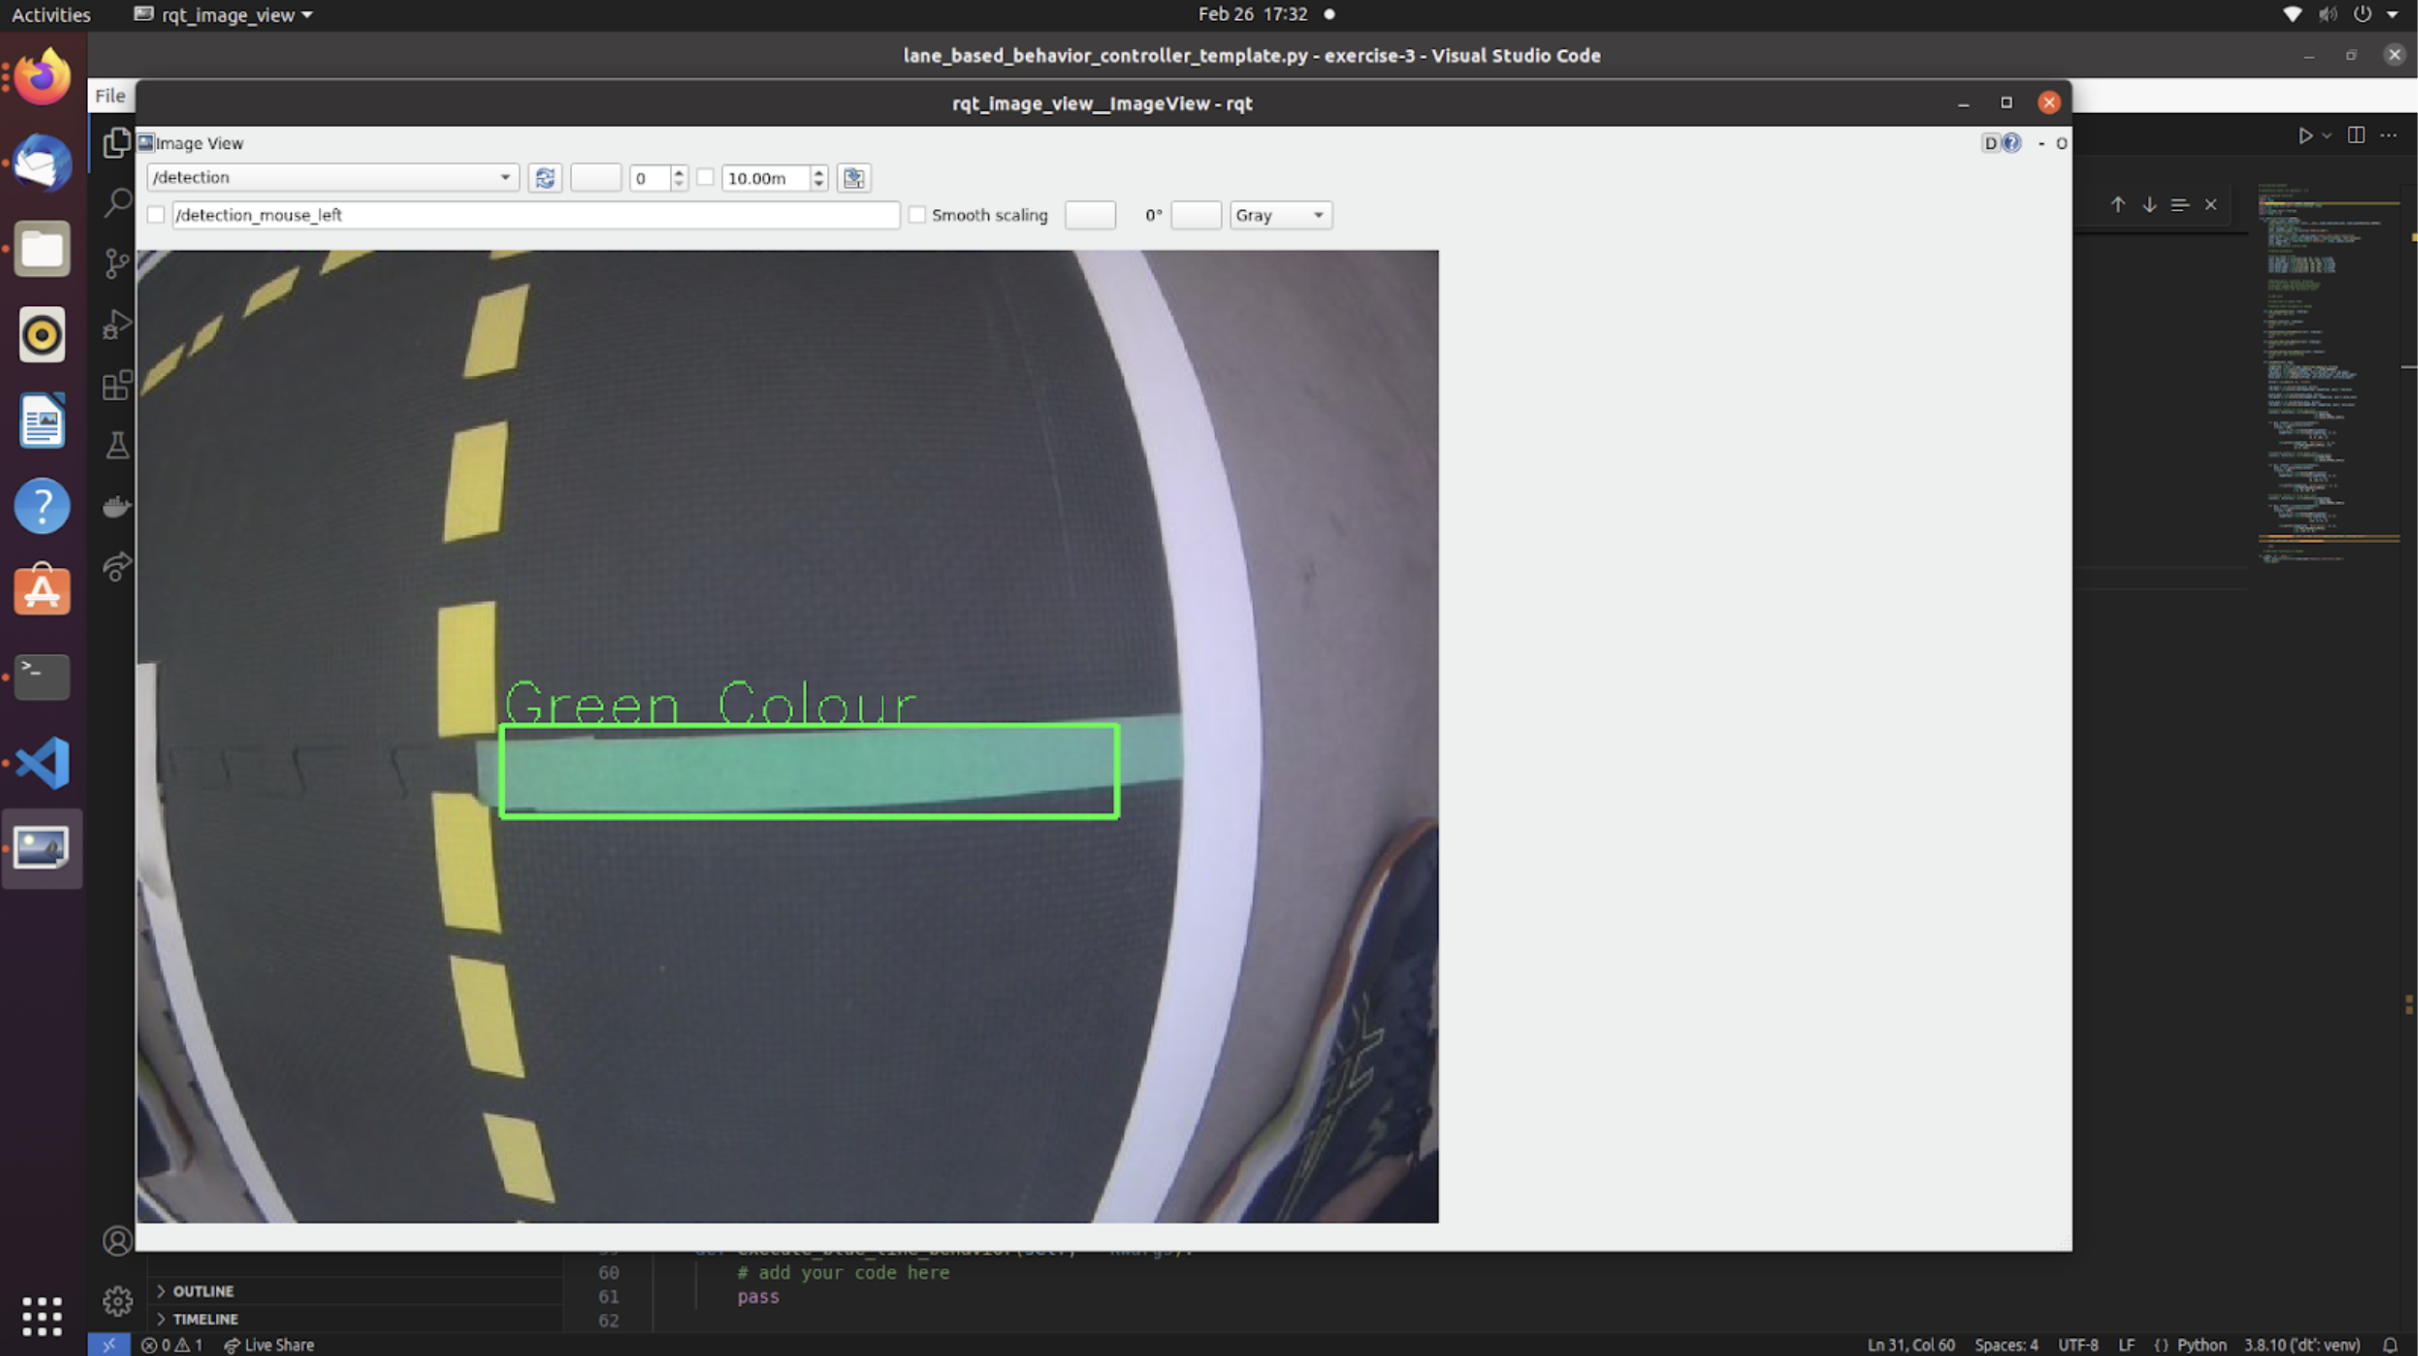 Activities rqt_image_view Feb 26 17:32
lane_based_behavior_controller_template.py - exercise-3 - Visual Studio Code
File
rqt_image_view__ImageView - rqt
Image View D ? - O
/detection 0 10.00m
/detection_mouse_left Smooth scaling 0° Gray
Green Colour
60 # add your code here
61 pass
62
OUTLINE
TIMELINE
0 1 Live Share Ln 31, Col 60 Spaces: 4 UTF-8 LF {} Python 3.8.10 ('dt': venv)